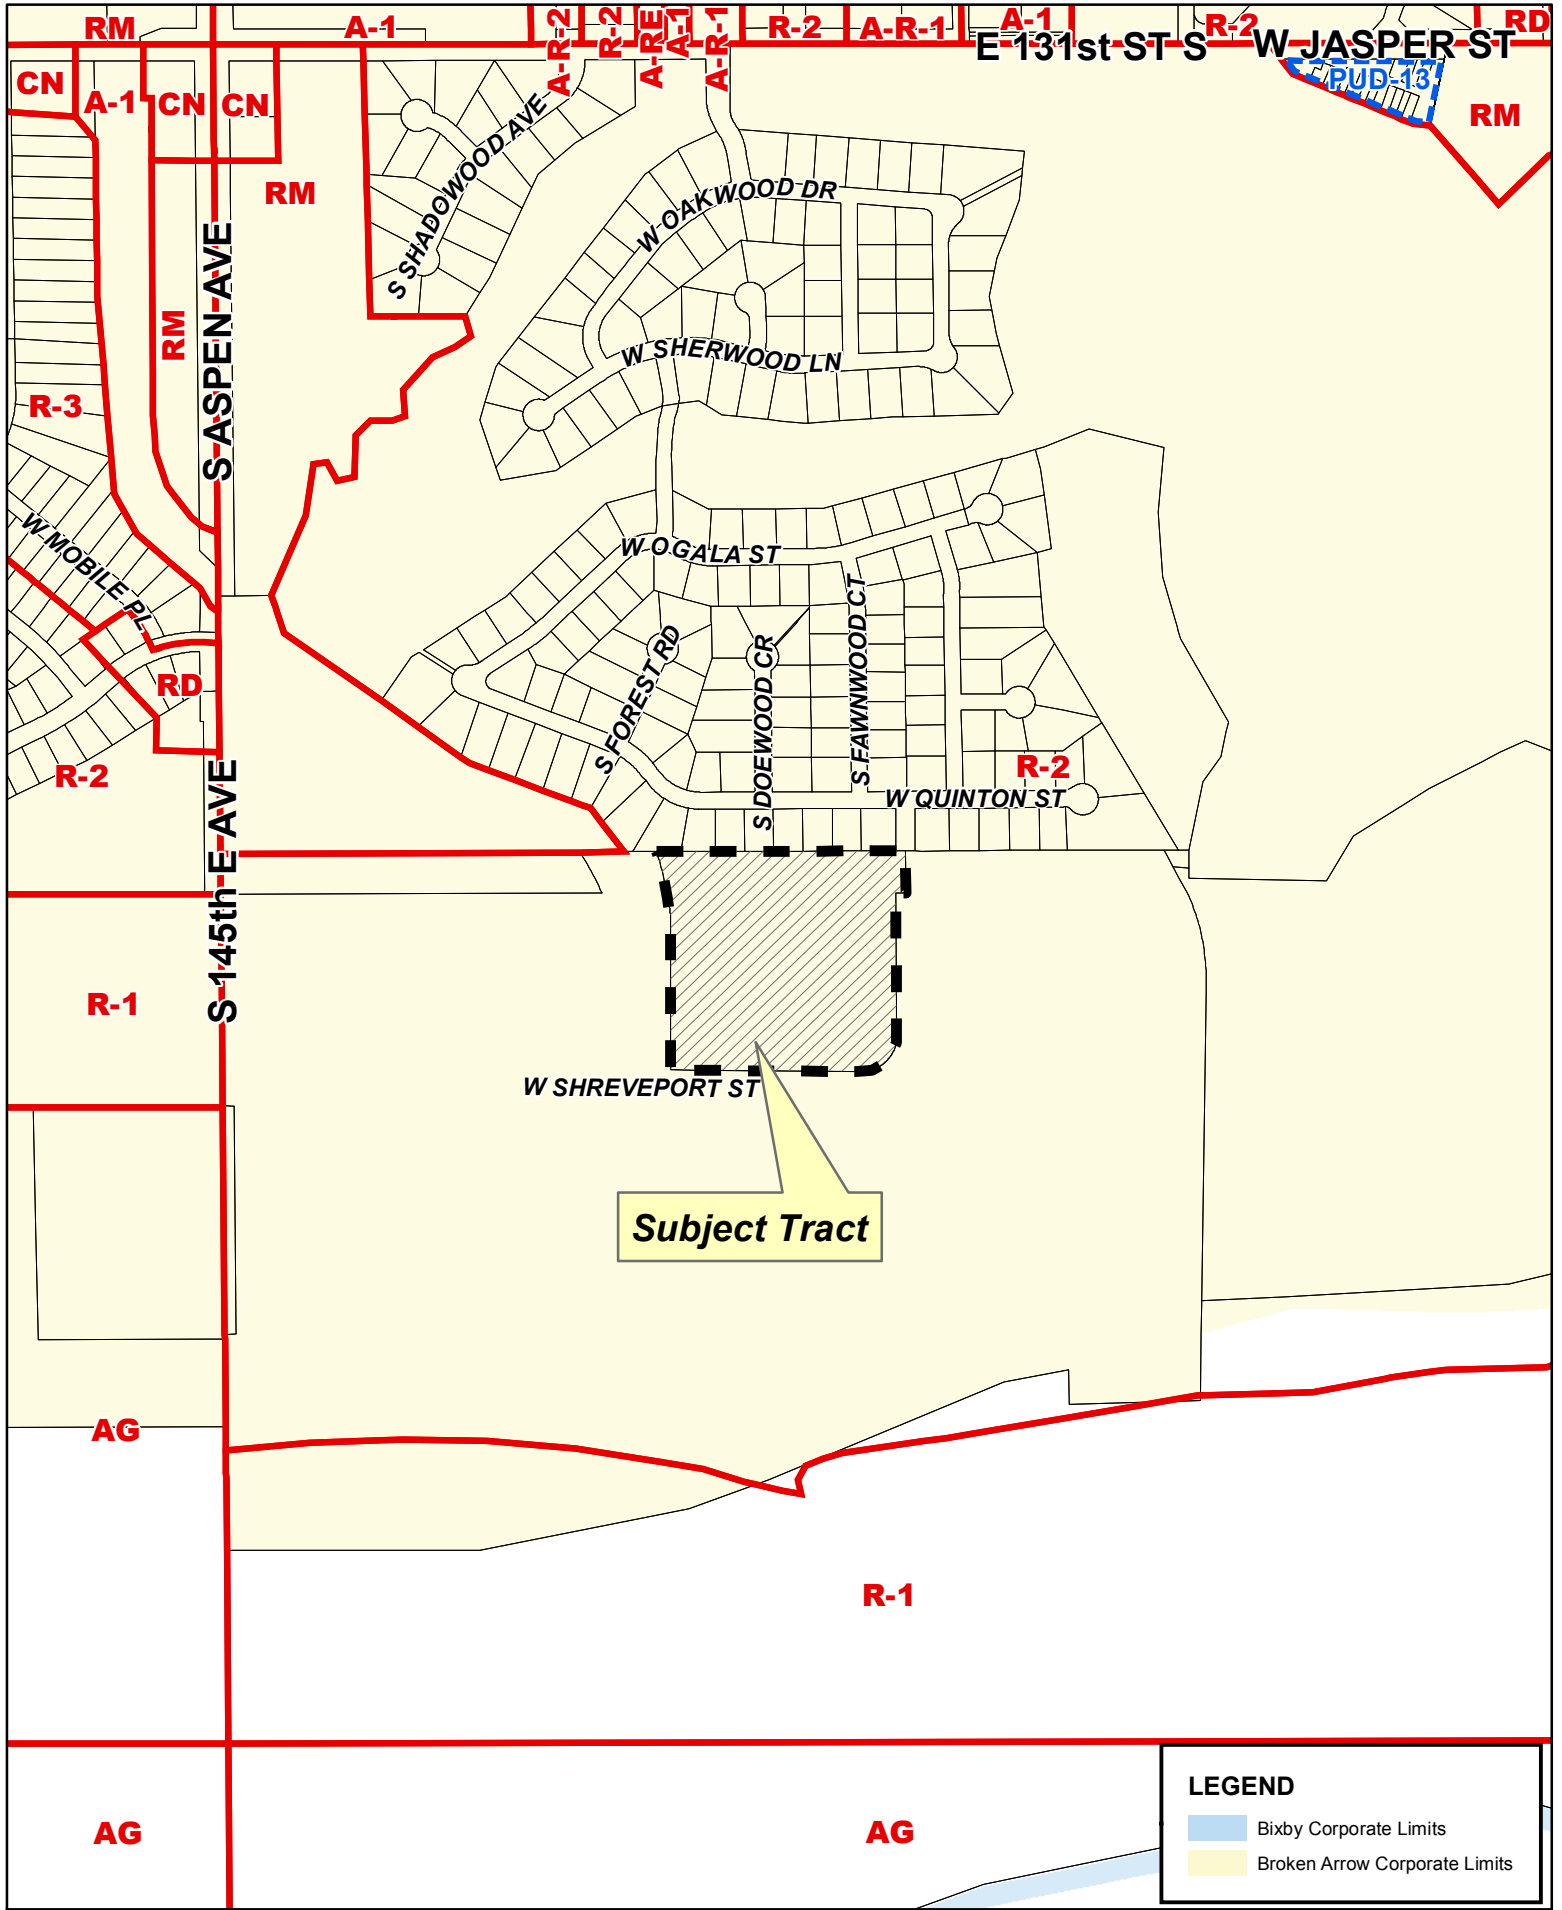 RM
A-1
A-R-2
R-2
A-RE
A-1
A-R-1
R-2
A-R-1
A-1
R-2
RD
E 131st ST S
W JASPER ST
CN
A-1
CN
CN
PUD-13
RM
RM
S SHADOWOOD AVE
W OAKWOOD DR
S ASPEN AVE
RM
W SHERWOOD LN
R-3
W MOBILE PL
W OGALA ST
S FOREST RD
S DOEWOOD CR
S FAWNWOOD CT
RD
R-2
R-2
W QUINTON ST
S 145th E AVE
R-1
W SHREVEPORT ST
Subject Tract
AG
R-1
AG
AG
LEGEND
Bixby Corporate Limits
Broken Arrow Corporate Limits